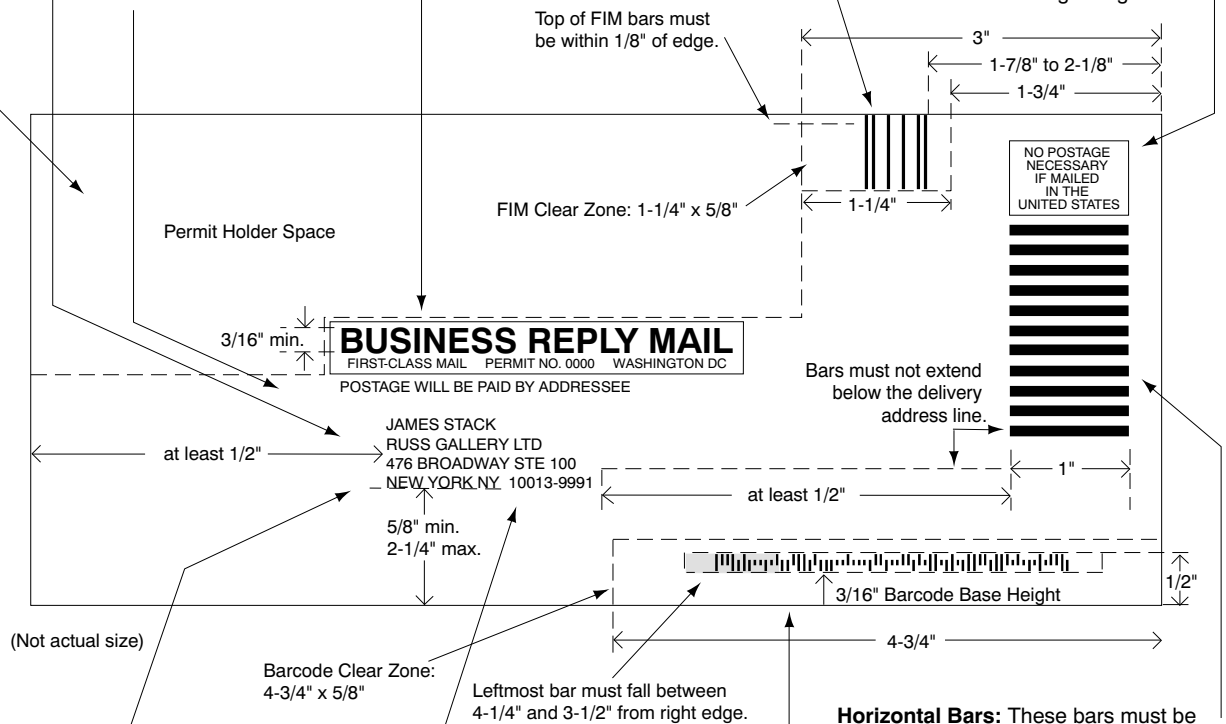 Top of FIM bars must
be within 1/8" of edge.
3"
1-7/8" to 2-1/8"
1-3/4"
NO POSTAGE
NECESSARY
IF MAILED
IN THE
UNITED STATES
FIM Clear Zone: 1-1/4" x 5/8"
1-1/4"
Permit Holder Space
3/16" min.
BUSINESS REPLY MAIL
FIRST-CLASS MAIL PERMIT NO. 0000 WASHINGTON DC
POSTAGE WILL BE PAID BY ADDRESSEE
Bars must not extend
below the delivery
address line.
JAMES STACK
RUSS GALLERY LTD
476 BROADWAY STE 100
NEW YORK NY 10013-9991
at least 1/2"
1"
at least 1/2"
5/8" min.
2-1/4" max.
1/2"
3/16" Barcode Base Height
(Not actual size)
4-3/4"
Barcode Clear Zone:
4-3/4" x 5/8"
Leftmost bar must fall between
4-1/4" and 3-1/2" from right edge.
Horizontal Bars: These bars must be